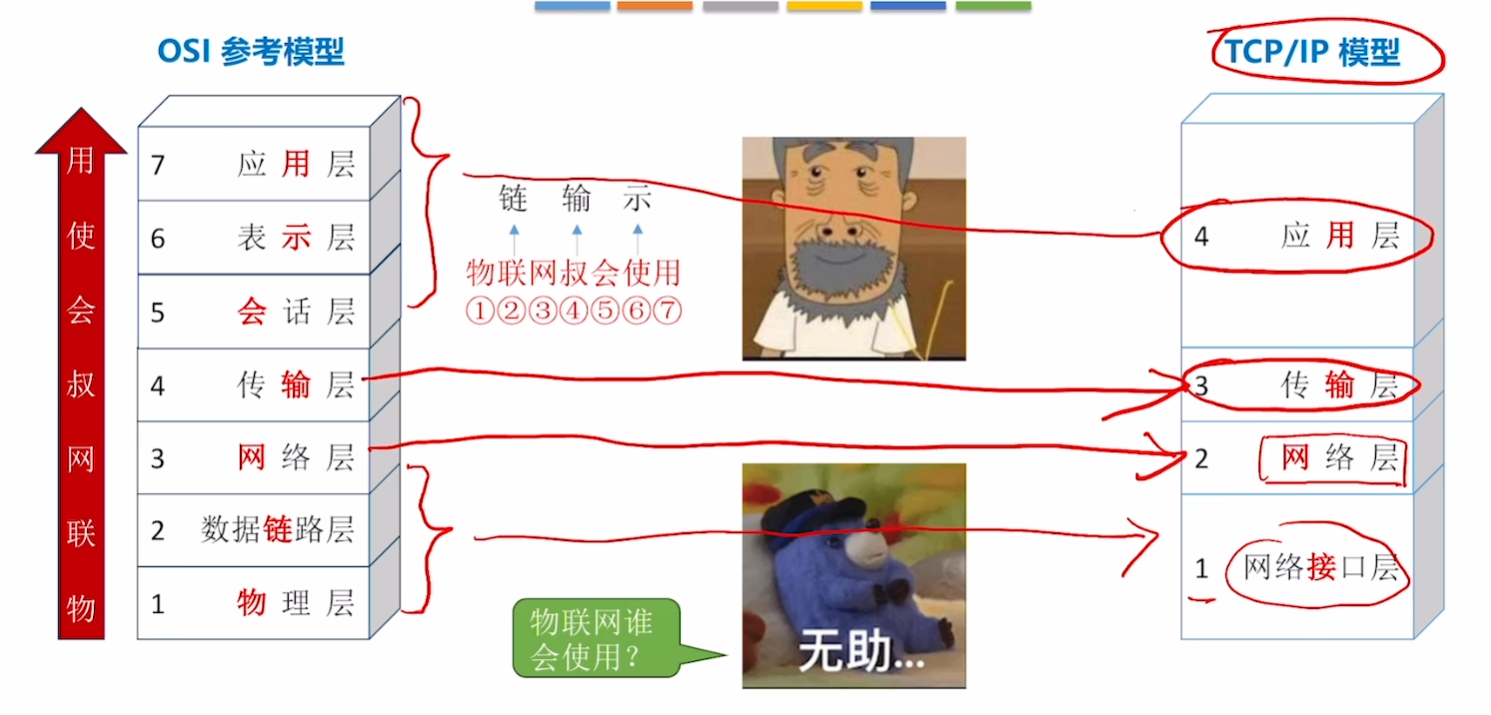 OSI 参考模型
TCP/IP 模型
用
使
会
叔
网
联
物
7 应用层
6 表示层
5 会话层
4 传输层
3 网络层
2 数据链路层
1 物理层
链 输 示
物联网叔会使用
①②③④⑤⑥⑦
物联网谁
会使用？
无助...
4 应用层
3 传输层
2 网络层
1 网络接口层